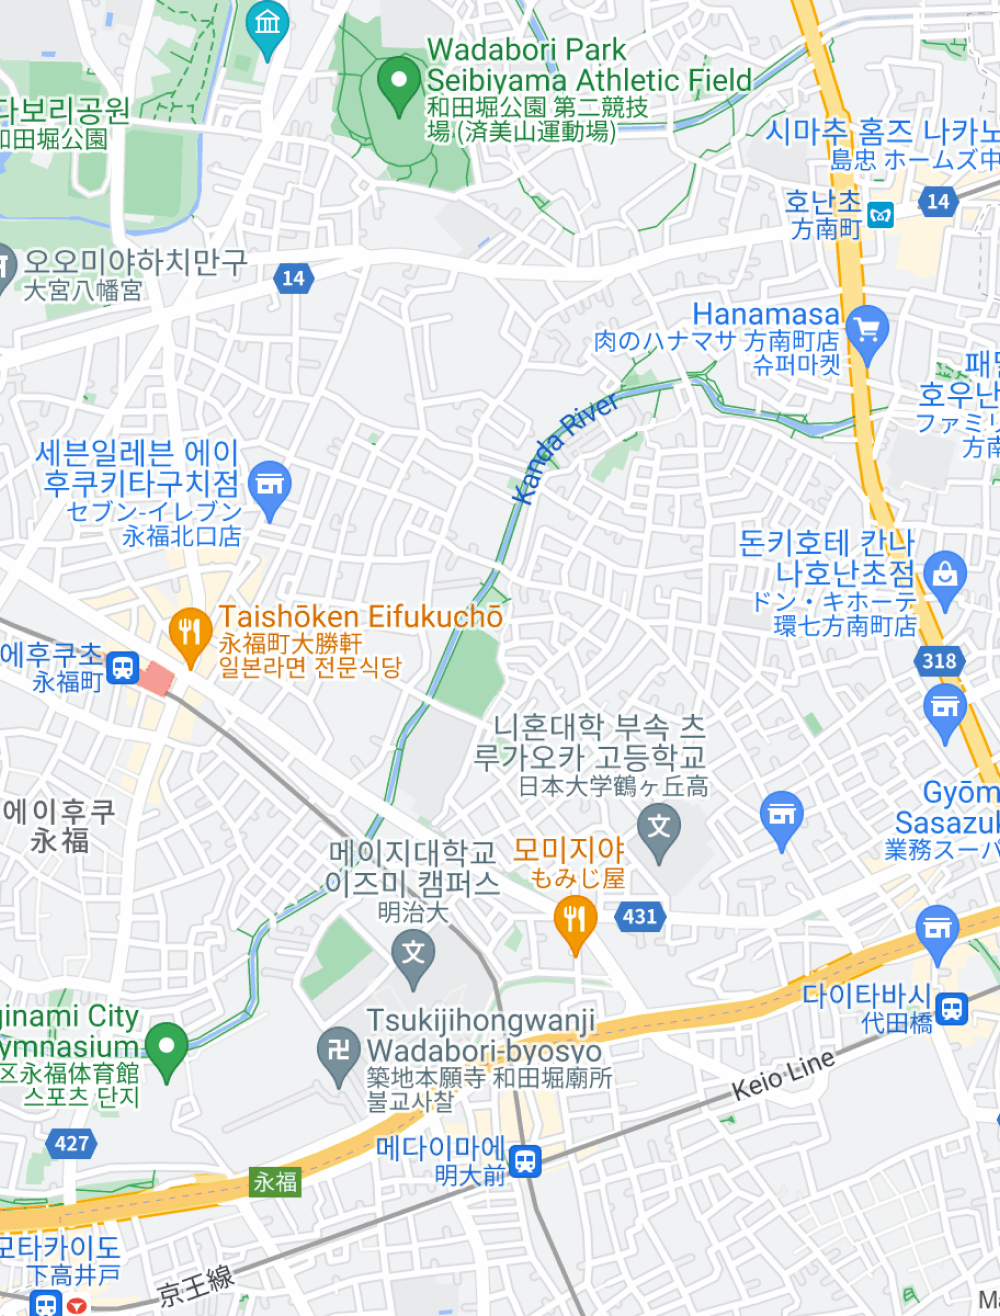 Wadabori Park
Seibiyama Athletic Field
和田堀公園 第二競技
場 (済美山運動場)
다보리공원
和田堀公園
시마추 홈즈 나카노
島忠 ホームズ中
호난초
方南町
14
오오미야하치만구
大宮八幡宮
14
Hanamasa
肉のハナマサ 方南町店
슈퍼마켓
호우난
ファミリ
方南
Kanda River
세븐일레븐 에이
후쿠키타구치점
セブン-イレブン
永福北口店
돈키호테 칸나
나호난초점
ドン・キホーテ
環七方南町店
Taishōken Eifukuchō
永福町大勝軒
일본라면 전문식당
에후쿠초
永福町
318
니혼대학 부속 츠
루가오카 고등학교
日本大学鶴ヶ丘高
Gyōm
Sasazuk
業務スーパ
에이후쿠
永福
메이지대학교
이즈미 캠퍼스
明治大
모미지야
もみじ屋
431
다이타바시
代田橋
ginami City
ymnasium
区永福体育館
스포츠 단지
Tsukijihongwanji
Wadabori-byosyo
築地本願寺 和田堀廟所
불교사찰
Keio Line
427
메다이마에
明大前
永福
모타카이도
下高井戸
京王線